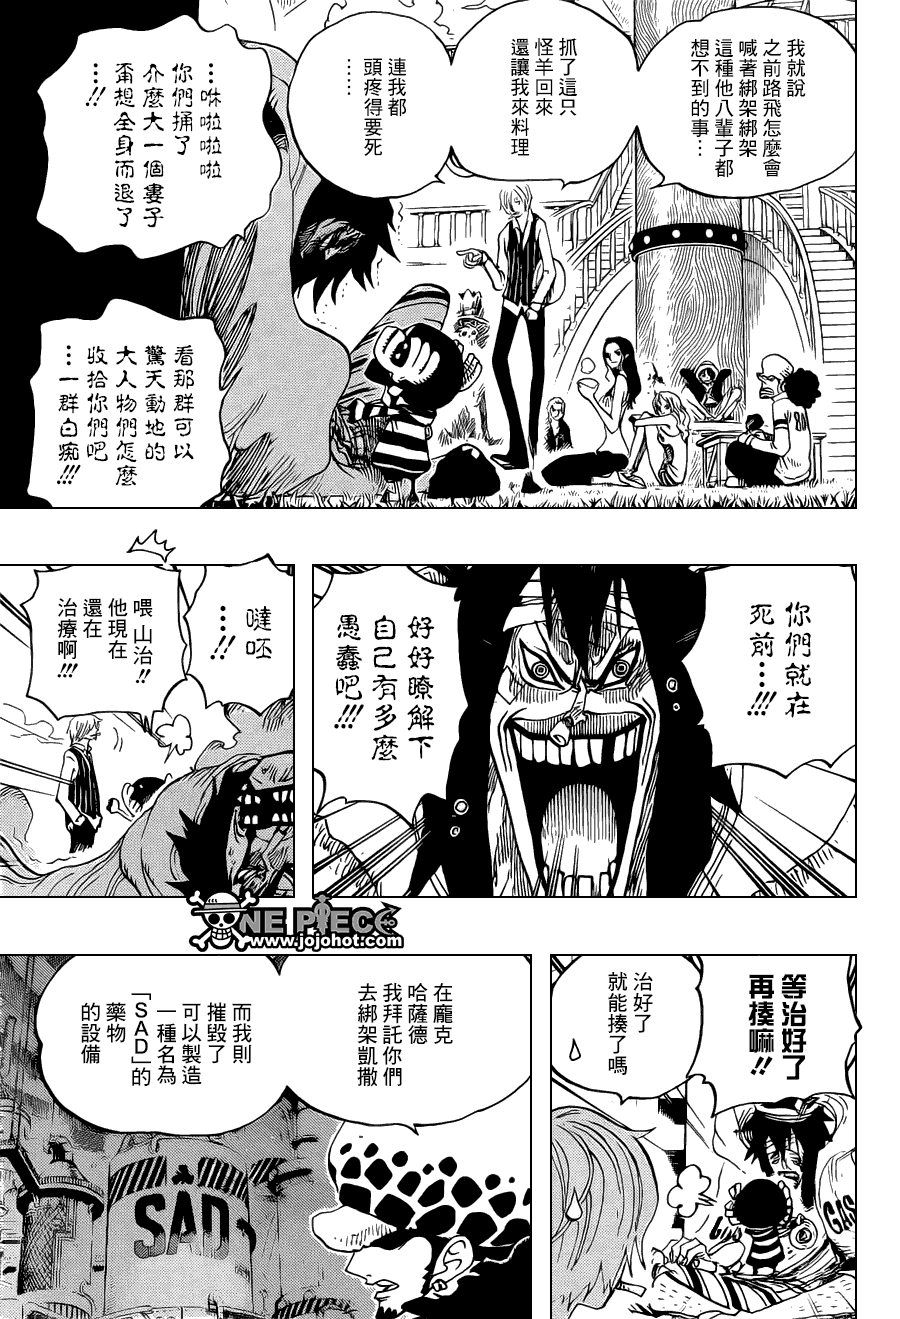 我就說
之前路飛怎麼會
喊著綁架綁架
這種他八輩子都
想不到的事…
抓了這只
怪羊回來
還讓我來料理
連我都
頭疼得要死
……
…咻啦啦啦
你們捅了
介麼大一個婁子
還想全身而退了
…!!
看那群可以
驚天動地的
大人物們怎麼
收拾你們吧
…一群白痴!!!
你們就在
死前…!!!
好好瞭解下
自己有多麼
愚蠢吧!!!
噠呸
…!!
喂山治!!
他現在
還在
治療啊!!!
ONE PIECE
www.jojohot.com
等治好了
再揍嘛!!
治好了
就能揍了嗎
GAS
在龐克
哈薩德
我拜託你們
去綁架凱撒
而我則
摧毀了
可以製造
一種名為
「SAD」的
藥物
的設備
SAD